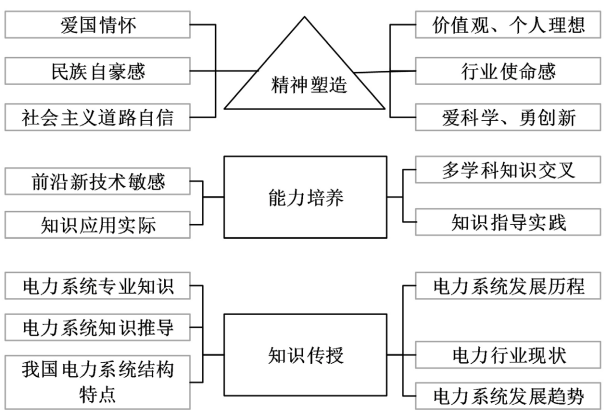 爱国情怀
民族自豪感
社会主义道路自信
精神塑造
价值观、个人理想
行业使命感
爱科学、勇创新
前沿新技术敏感
知识应用实际
能力培养
多学科知识交叉
知识指导实践
电力系统专业知识
电力系统知识推导
我国电力系统结构
特点
知识传授
电力系统发展历程
电力行业现状
电力系统发展趋势